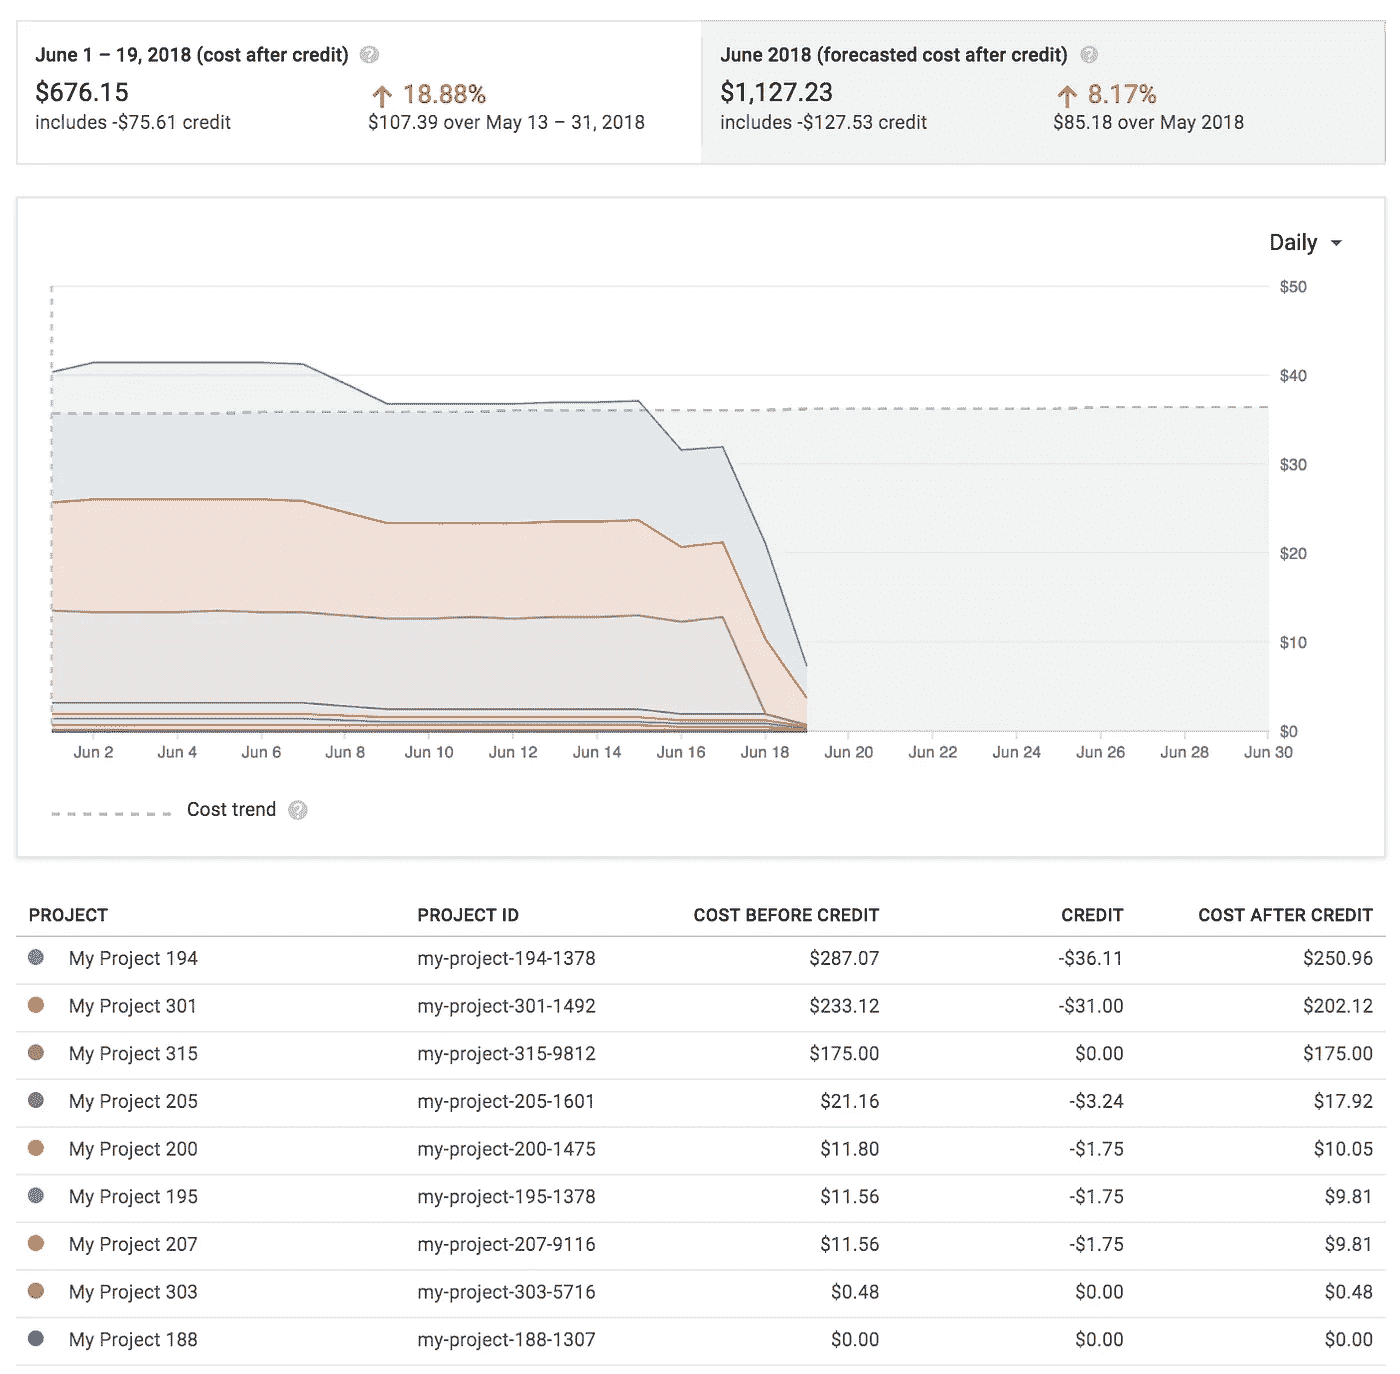 June 1 – 19, 2018 (cost after credit)
$676.15
18.88%
includes -$75.61 credit
$107.39 over May 13 – 31, 2018
June 2018 (forecasted cost after credit)
$1,127.23
8.17%
includes -$127.53 credit
$85.18 over May 2018
Daily
$50
$40
$30
$20
$10
$0
Jun 2 Jun 4 Jun 6 Jun 8 Jun 10 Jun 12 Jun 14 Jun 16 Jun 18 Jun 20 Jun 22 Jun 24 Jun 26 Jun 28 Jun 30
Cost trend
PROJECT PROJECT ID COST BEFORE CREDIT CREDIT COST AFTER CREDIT
My Project 194 my-project-194-1378 $287.07 -$36.11 $250.96
My Project 301 my-project-301-1492 $233.12 -$31.00 $202.12
My Project 315 my-project-315-9812 $175.00 $0.00 $175.00
My Project 205 my-project-205-1601 $21.16 -$3.24 $17.92
My Project 200 my-project-200-1475 $11.80 -$1.75 $10.05
My Project 195 my-project-195-1378 $11.56 -$1.75 $9.81
My Project 207 my-project-207-9116 $11.56 -$1.75 $9.81
My Project 303 my-project-303-5716 $0.48 $0.00 $0.48
My Project 188 my-project-188-1307 $0.00 $0.00 $0.00